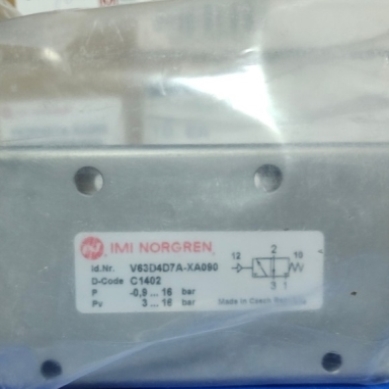 IMI NORGREN
Id.Nr. V63D4D7A-XA090
D-Code C1402
P -0,9 ... 16 bar
Pv 3 ... 16 bar
12 2 10
3 1
Made in Czech Republic